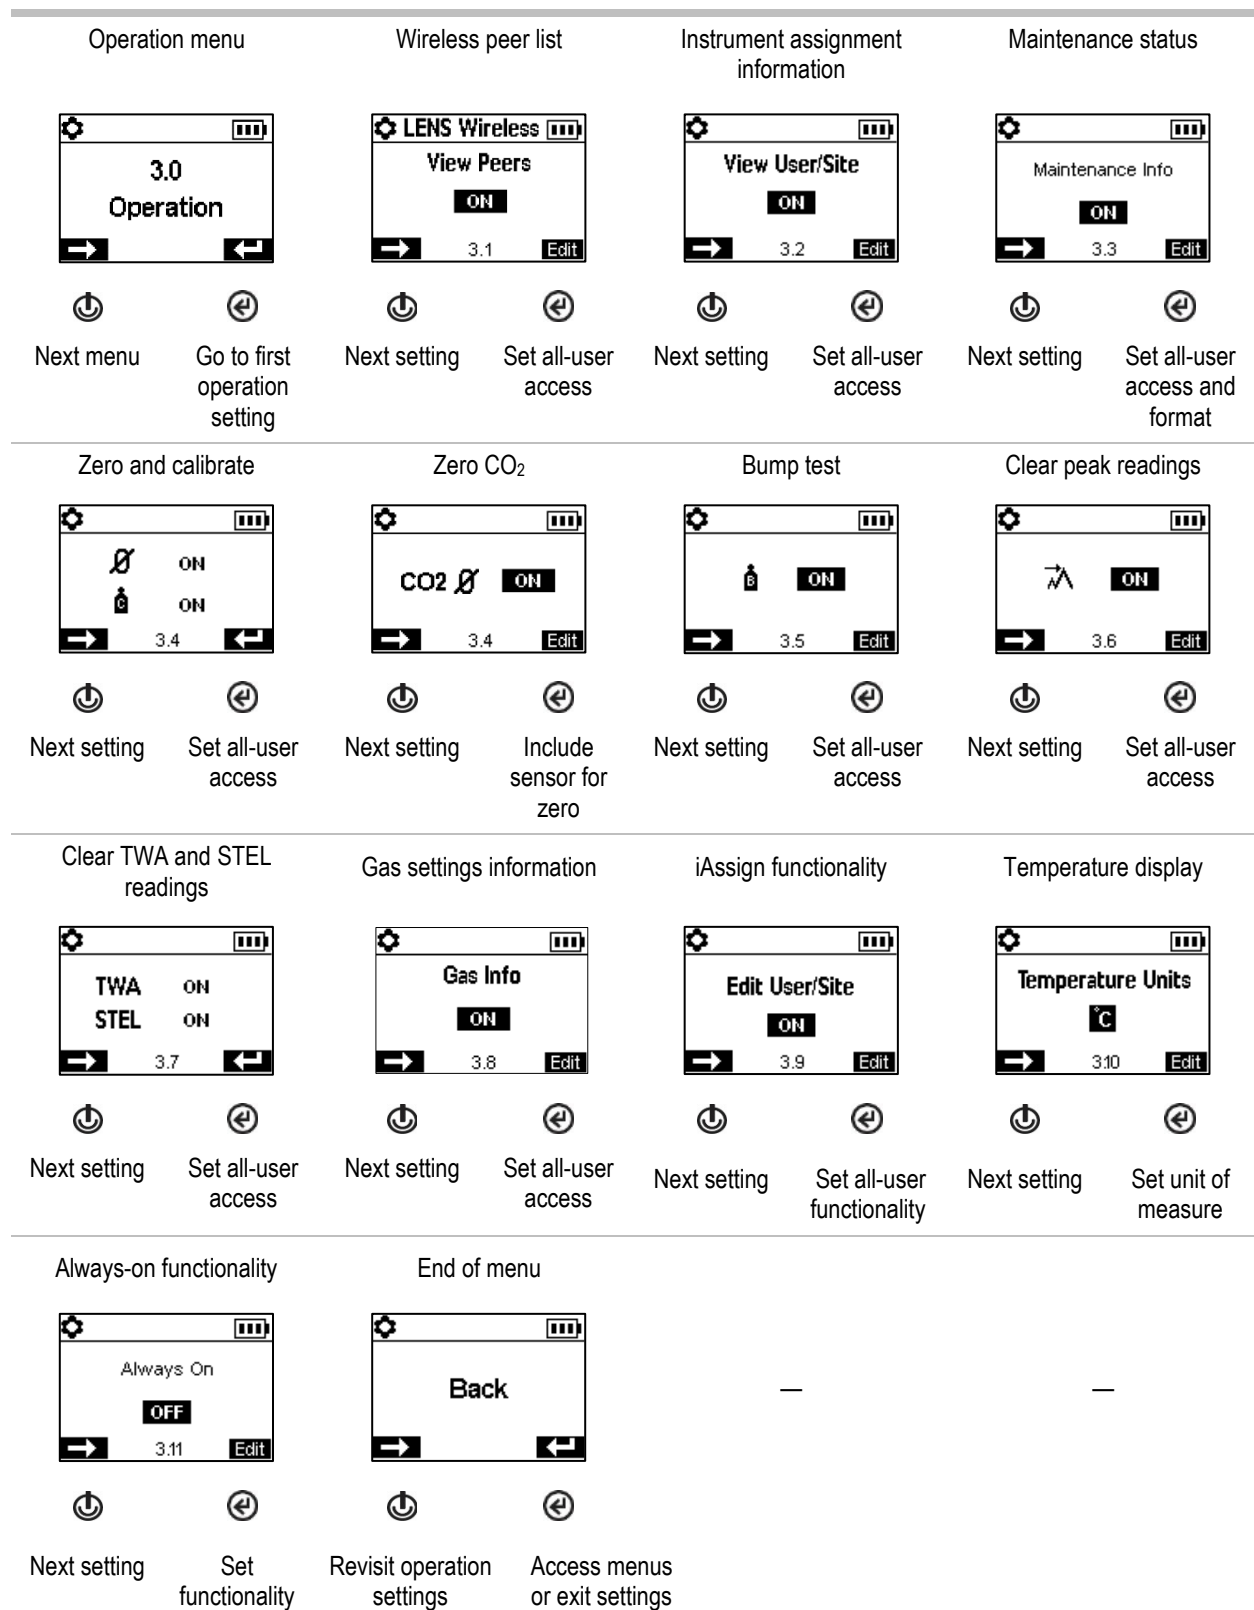 Operation menu
Wireless peer list
Instrument assignment
information
Maintenance status
3.0
Operation
LENS Wireless
View Peers
ON
3.1
Edit
View User/Site
ON
3.2
Edit
Maintenance Info
ON
3.3
Edit
Next menu
Go to first
operation
setting
Next setting
Set all-user
access
Next setting
Set all-user
access
Next setting
Set all-user
access and
format
Zero and calibrate
Zero CO2
Bump test
Clear peak readings
ON
C
ON
3.4
CO2
ON
3.4
Edit
B
ON
3.5
Edit
ON
3.6
Edit
Next setting
Set all-user
access
Next setting
Include
sensor for
zero
Next setting
Set all-user
access
Next setting
Set all-user
access
Clear TWA and STEL
readings
Gas settings information
iAssign functionality
Temperature display
TWA ON
STEL ON
3.7
Gas Info
ON
3.8
Edit
Edit User/Site
ON
3.9
Edit
Temperature Units
°C
3.10
Edit
Next setting
Set all-user
access
Next setting
Set all-user
access
Next setting
Set all-user
functionality
Next setting
Set unit of
measure
Always-on functionality
End of menu
Always On
OFF
3.11
Edit
Back
—
—
Next setting
Set
functionality
Revisit operation
settings
Access menus
or exit settings